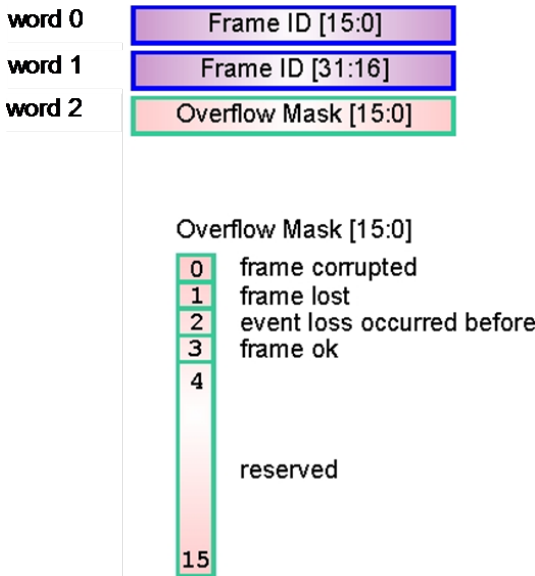 word 0 Frame ID [15:0]
word 1 Frame ID [31:16]
word 2 Overflow Mask [15:0]
Overflow Mask [15:0]
0 frame corrupted
1 frame lost
2 event loss occurred before
3 frame ok
4
reserved
15